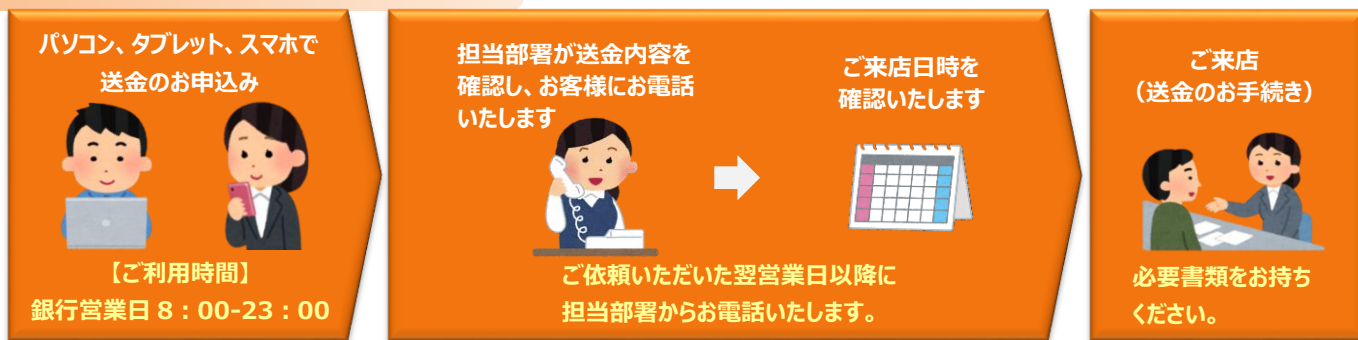 パソコン、タブレット、スマホで
送金のお申込み
【ご利用時間】
銀行営業日 8：00-23：00
担当部署が送金内容を
確認し、お客様にお電話
いたします
ご来店日時を
確認いたします
ご依頼いただいた翌営業日以降に
担当部署からお電話いたします。
ご来店
（送金のお手続き）
必要書類をお持ち
ください。